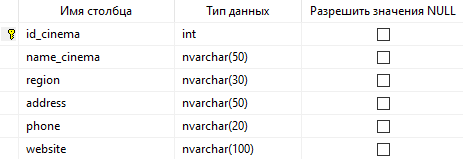 Имя столбца Тип данных Разрешить значения NULL
id_cinema int
name_cinema nvarchar(50)
region nvarchar(30)
address nvarchar(50)
phone nvarchar(20)
website nvarchar(100)